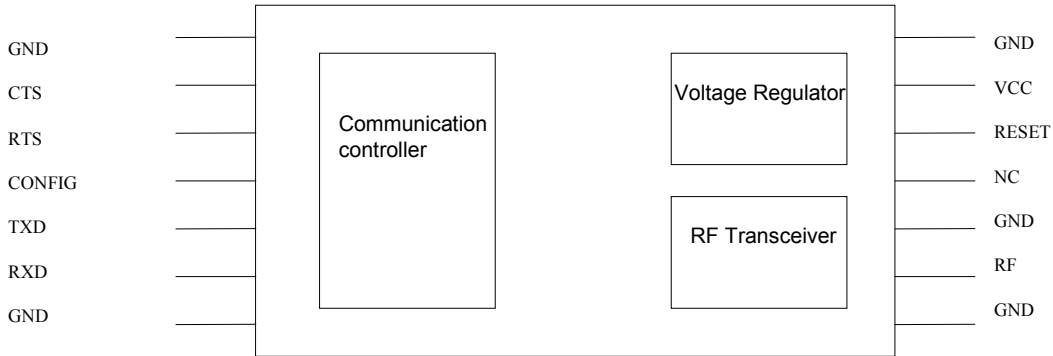 GND
CTS
RTS
CONFIG
TXD
RXD
GND
Communication
controller
Voltage Regulator
RF Transceiver
GND
VCC
RESET
NC
GND
RF
GND